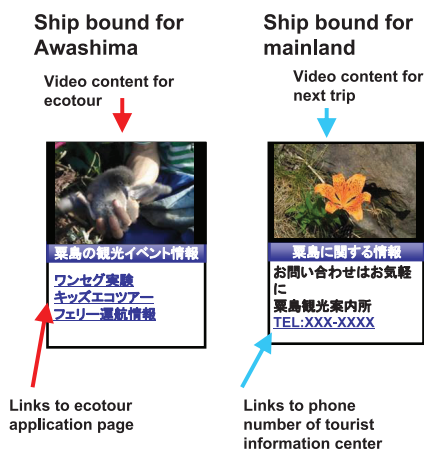 Ship bound for
Awashima
Video content for
ecotour
粟島の観光イベント情報
ワンセグ実験
キッズエコツアー
フェリー運航情報
Links to ecotour
application page
Ship bound for
mainland
Video content for
next trip
粟島に関する情報
お問い合わせはお気軽
に
粟島観光案内所
TEL:XXX-XXXX
Links to phone
number of tourist
information center